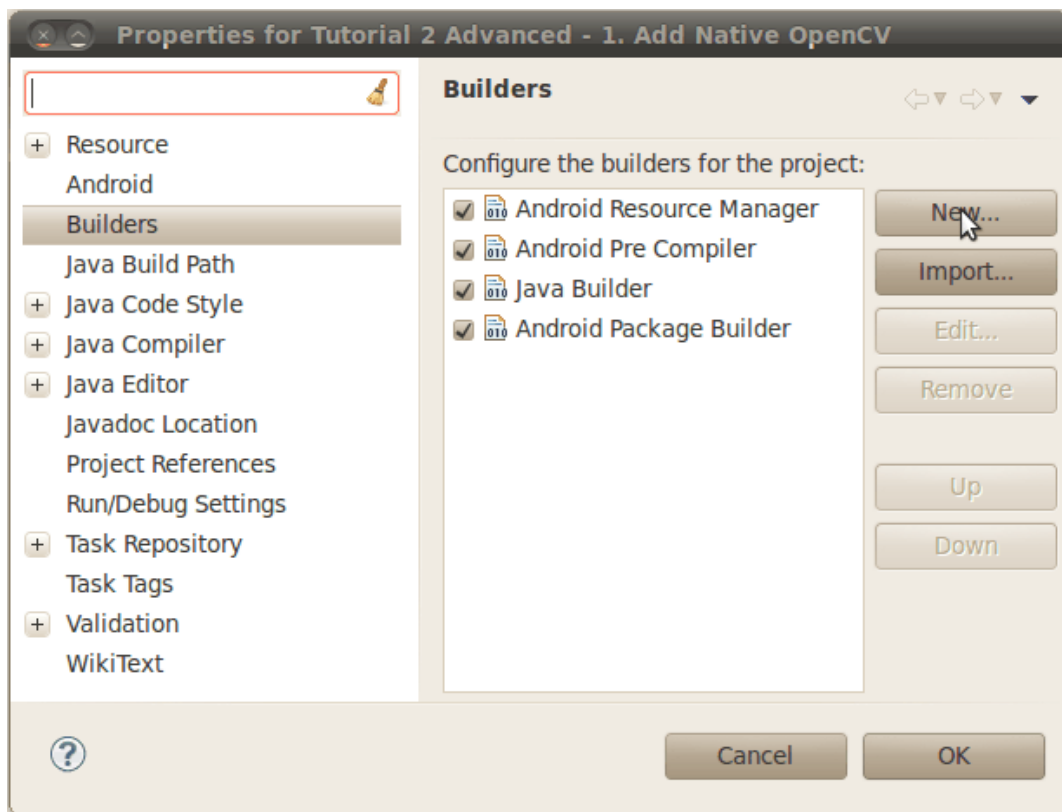 Properties for Tutorial 2 Advanced - 1. Add Native OpenCV
Resource
Android
Builders
Java Build Path
Java Code Style
Java Compiler
Java Editor
Javadoc Location
Project References
Run/Debug Settings
Task Repository
Task Tags
Validation
WikiText
Builders
Configure the builders for the project:
Android Resource Manager
Android Pre Compiler
Java Builder
Android Package Builder
New...
Import...
Edit...
Remove
Up
Down
Cancel
OK